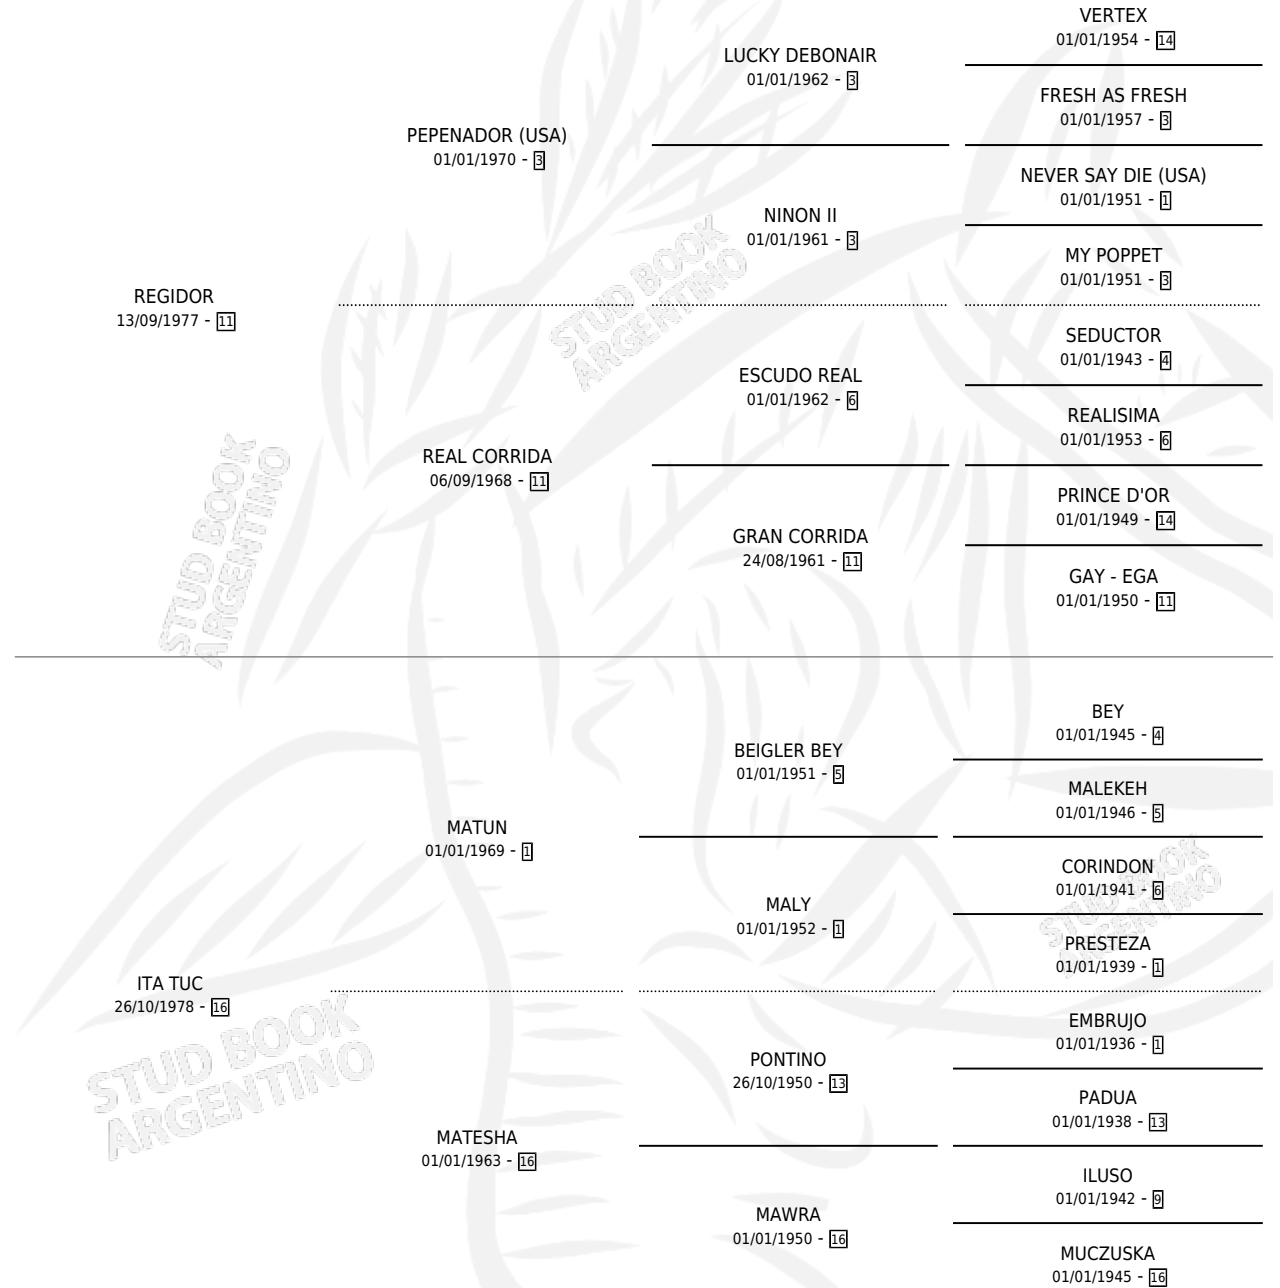 VERTEX
01/01/1954 - 14
LUCKY DEBONAIR
01/01/1962 - 3
FRESH AS FRESH
01/01/1957 - 3
PEPENADOR (USA)
01/01/1970 - 3
NEVER SAY DIE (USA)
01/01/1951 - 1
NINON II
01/01/1961 - 3
MY POPPET
01/01/1951 - 3
REGIDOR
13/09/1977 - 11
SEDUCTOR
01/01/1943 - 4
ESCUDO REAL
01/01/1962 - 6
REALISIMA
01/01/1953 - 6
REAL CORRIDA
06/09/1968 - 11
PRINCE D'OR
01/01/1949 - 14
GRAN CORRIDA
24/08/1961 - 11
GAY - EGA
01/01/1950 - 11
BEY
01/01/1945 - 4
BEIGLER BEY
01/01/1951 - 5
MALEKEH
01/01/1946 - 5
MATUN
01/01/1969 - 1
CORINDON
01/01/1941 - 6
MALY
01/01/1952 - 1
PRESTEZA
01/01/1939 - 1
ITA TUC
26/10/1978 - 16
EMBRUJO
01/01/1936 - 1
PONTINO
26/10/1950 - 13
PADUA
01/01/1938 - 13
MATESHA
01/01/1963 - 16
ILUSO
01/01/1942 - 9
MAWRA
01/01/1950 - 16
MUCZUSKA
01/01/1945 - 16
STUD BOOK
ARGENTINO
STUD BOOK
ARGENTINO
STUD BOOK
ARGENTINO
STUD BOOK
ARGENTINO